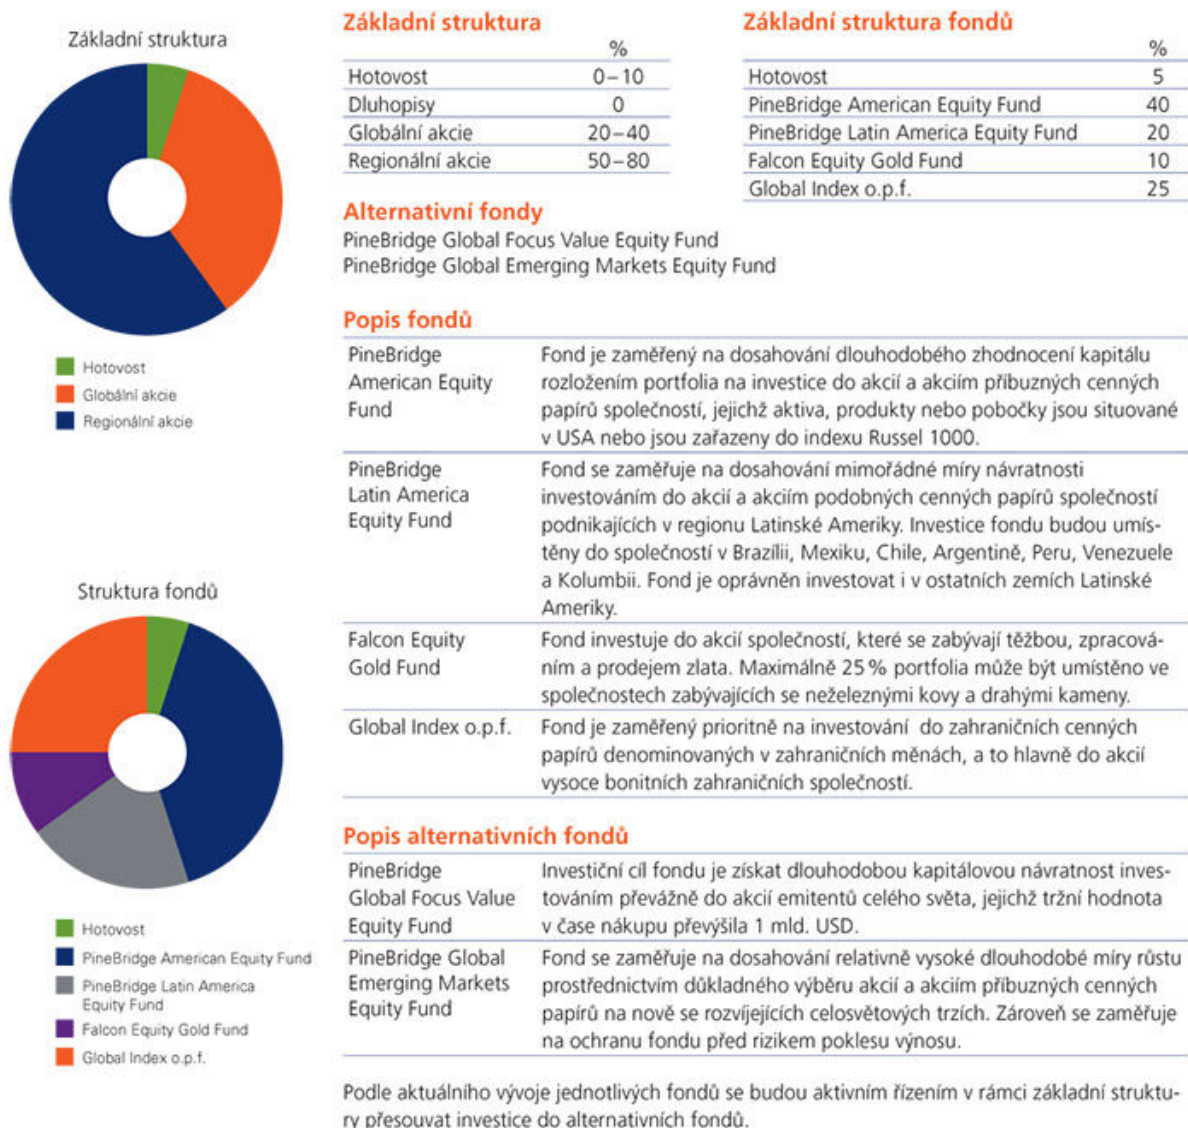 Základní struktura
Hotovost
Globální akcie
Regionální akcie
Struktura fondů
Hotovost
PineBridge American Equity Fund
PineBridge Latin America
Equity Fund
Falcon Equity Gold Fund
Global Index o.p.f.
Základní struktura
%
Hotovost 0–10
Dluhopisy 0
Globální akcie 20–40
Regionální akcie 50–80
Základní struktura fondů
%
Hotovost 5
PineBridge American Equity Fund 40
PineBridge Latin America Equity Fund 20
Falcon Equity Gold Fund 10
Global Index o.p.f. 25
Alternativní fondy
PineBridge Global Focus Value Equity Fund
PineBridge Global Emerging Markets Equity Fund
Popis fondů
PineBridge
American Equity
Fund
Fond je zaměřený na dosahování dlouhodobého zhodnocení kapitálu
rozložením portfolia na investice do akcií a akciím příbuzných cenných
papírů společností, jejichž aktiva, produkty nebo pobočky jsou situované
v USA nebo jsou zařazeny do indexu Russel 1000.
PineBridge
Latin America
Equity Fund
Fond se zaměřuje na dosahování mimořádné míry návratnosti
investováním do akcií a akciím podobných cenných papírů společností
podnikajících v regionu Latinské Ameriky. Investice fondu budou umís-
těny do společností v Brazílii, Mexiku, Chile, Argentině, Peru, Venezuele
a Kolumbii. Fond je oprávněn investovat i v ostatních zemích Latinské
Ameriky.
Falcon Equity
Gold Fund
Fond investuje do akcií společností, které se zabývají těžbou, zpracová-
ním a prodejem zlata. Maximálně 25 % portfolia může být umístěno ve
společnostech zabývajících se neželeznými kovy a drahými kameny.
Global Index o.p.f.
Fond je zaměřený prioritně na investování do zahraničních cenných
papírů denominovaných v zahraničních měnách, a to hlavně do akcií
vysoce bonitních zahraničních společností.
Popis alternativních fondů
PineBridge
Global Focus Value
Equity Fund
Investiční cíl fondu je získat dlouhodobou kapitálovou návratnost inves-
továním převážně do akcií emitentů celého světa, jejichž tržní hodnota
v čase nákupu převýšila 1 mld. USD.
PineBridge Global
Emerging Markets
Equity Fund
Fond se zaměřuje na dosahování relativně vysoké dlouhodobé míry růstu
prostřednictvím důkladného výběru akcií a akciím příbuzných cenných
papírů na nově se rozvíjejících celosvětových trzích. Zároveň se zaměřuje
na ochranu fondu před rizikem poklesu výnosu.
Podle aktuálního vývoje jednotlivých fondů se budou aktivním řízením v rámci základní struktu-
ry přesouvat investice do alternativních fondů.